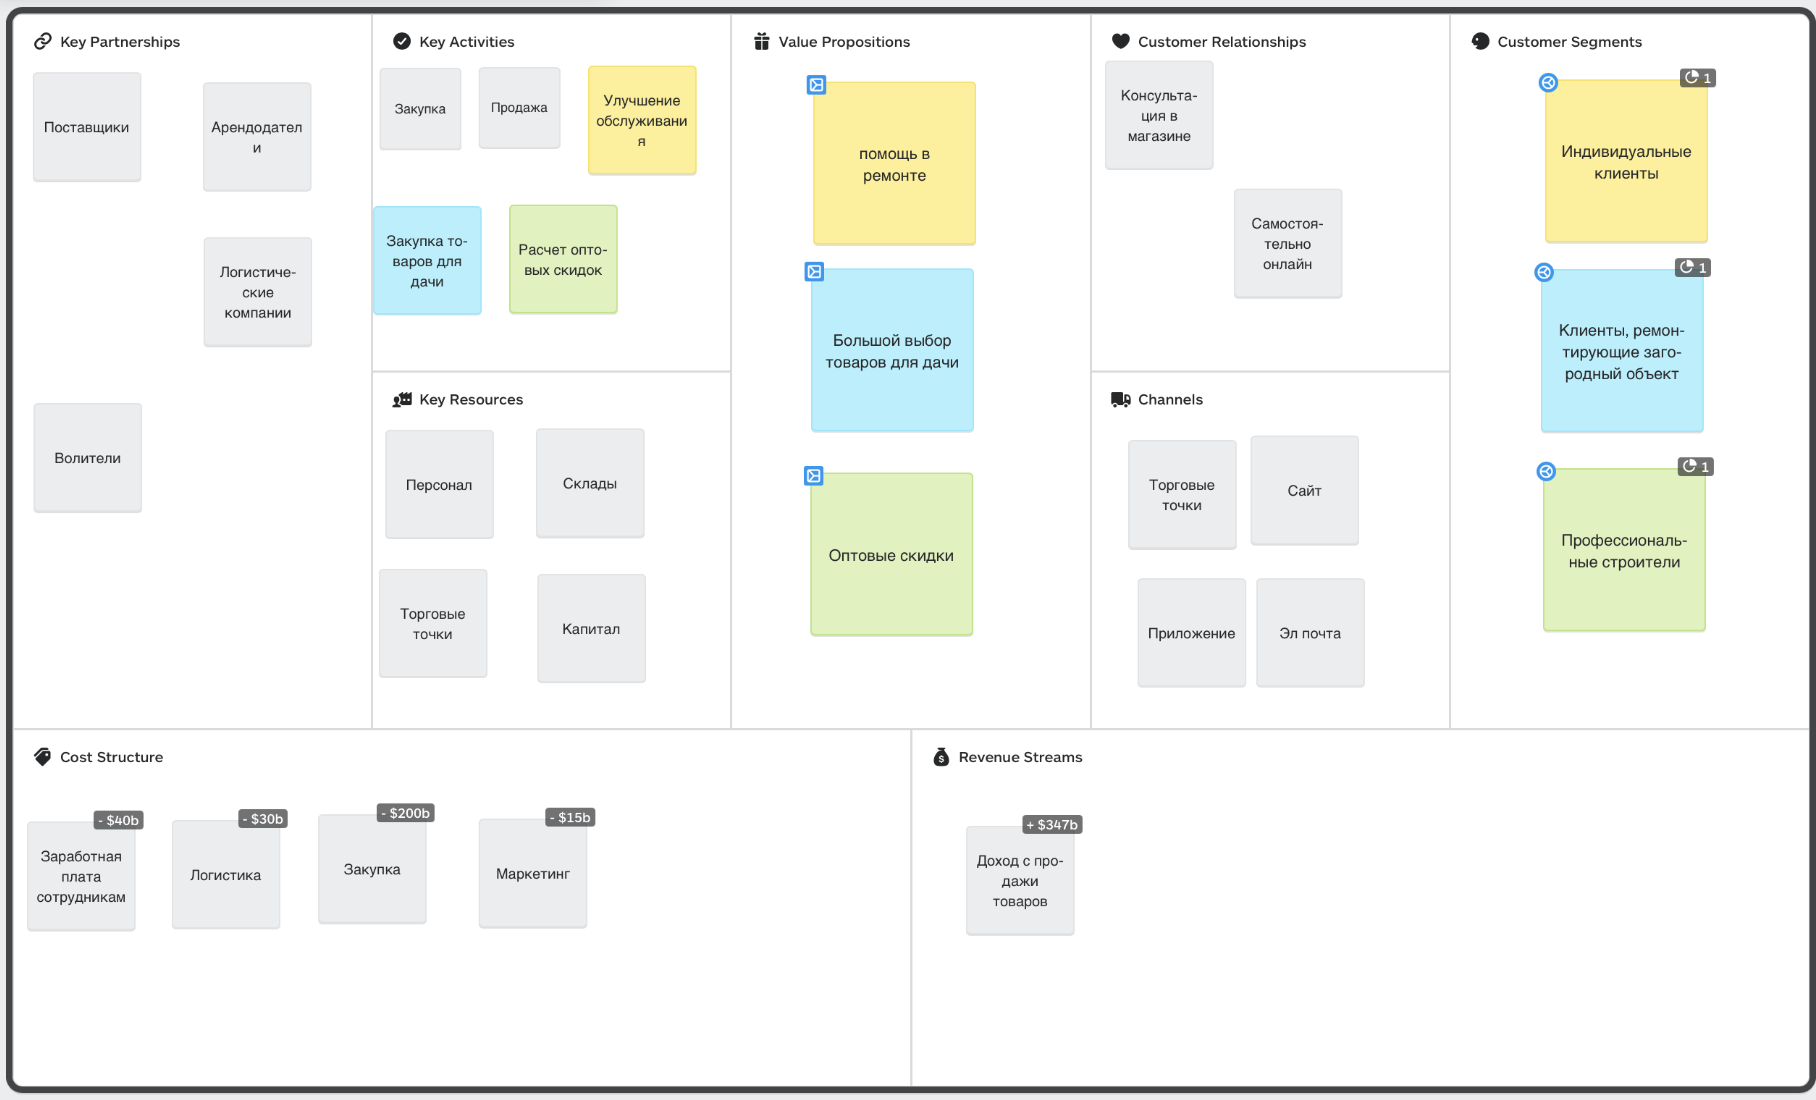 Key Partnerships
Поставщики
Арендодател
и
Логистиче-
ские
компании
Волители
Key Activities
Закупка
Продажа
Улучшение
обслуживани
я
Закупка то-
варов для
дачи
Расчет опто-
вых скидок
Key Resources
Персонал
Склады
Торговые
точки
Капитал
Value Propositions
помощь в
ремонте
Большой выбор
товаров для дачи
Оптовые скидки
Customer Relationships
Консульта-
ция в
магазине
Самостоя-
тельно
онлайн
Channels
Торговые
точки
Сайт
Приложение
Эл почта
Customer Segments
1
Индивидуальные
клиенты
1
Клиенты, ремон-
тирующие заго-
родный объект
1
Профессиональ-
ные строители
Cost Structure
- $40b
Заработная
плата
сотрудникам
- $30b
Логистика
- $200b
Закупка
- $15b
Маркетинг
Revenue Streams
+ $347b
Доход с про-
дажи
товаров